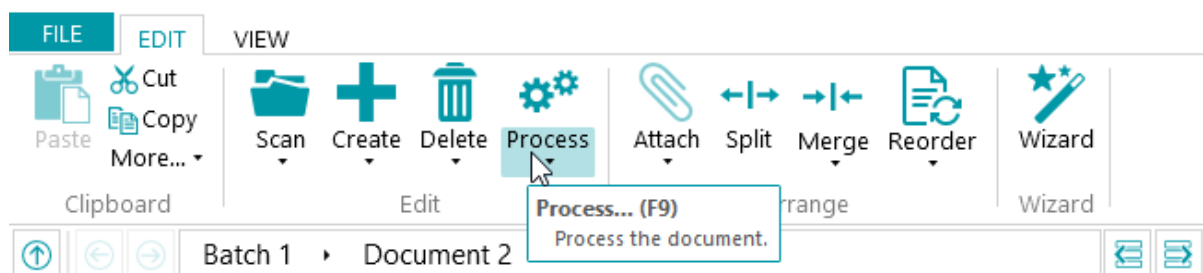 FILE EDIT VIEW
Paste
Cut
Copy
More...
Scan Create Delete Process
Attach Split Merge Reorder
Wizard
Clipboard Edit rrange Wizard
Process... (F9)
Process the document.
Batch 1 Document 2